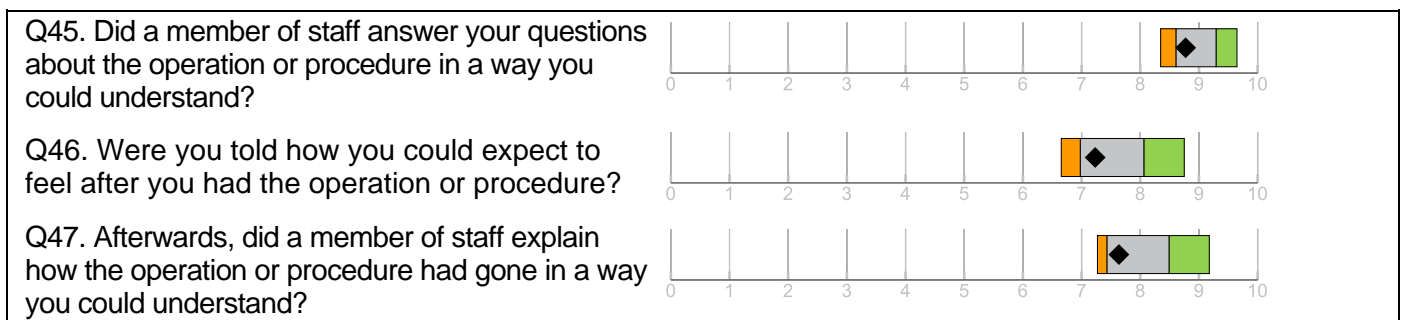 Q45. Did a member of staff answer your questions
about the operation or procedure in a way you
could understand?
0 1 2 3 4 5 6 7 8 9 10
Q46. Were you told how you could expect to
feel after you had the operation or procedure?
0 1 2 3 4 5 6 7 8 9 10
Q47. Afterwards, did a member of staff explain
how the operation or procedure had gone in a way
you could understand?
0 1 2 3 4 5 6 7 8 9 10